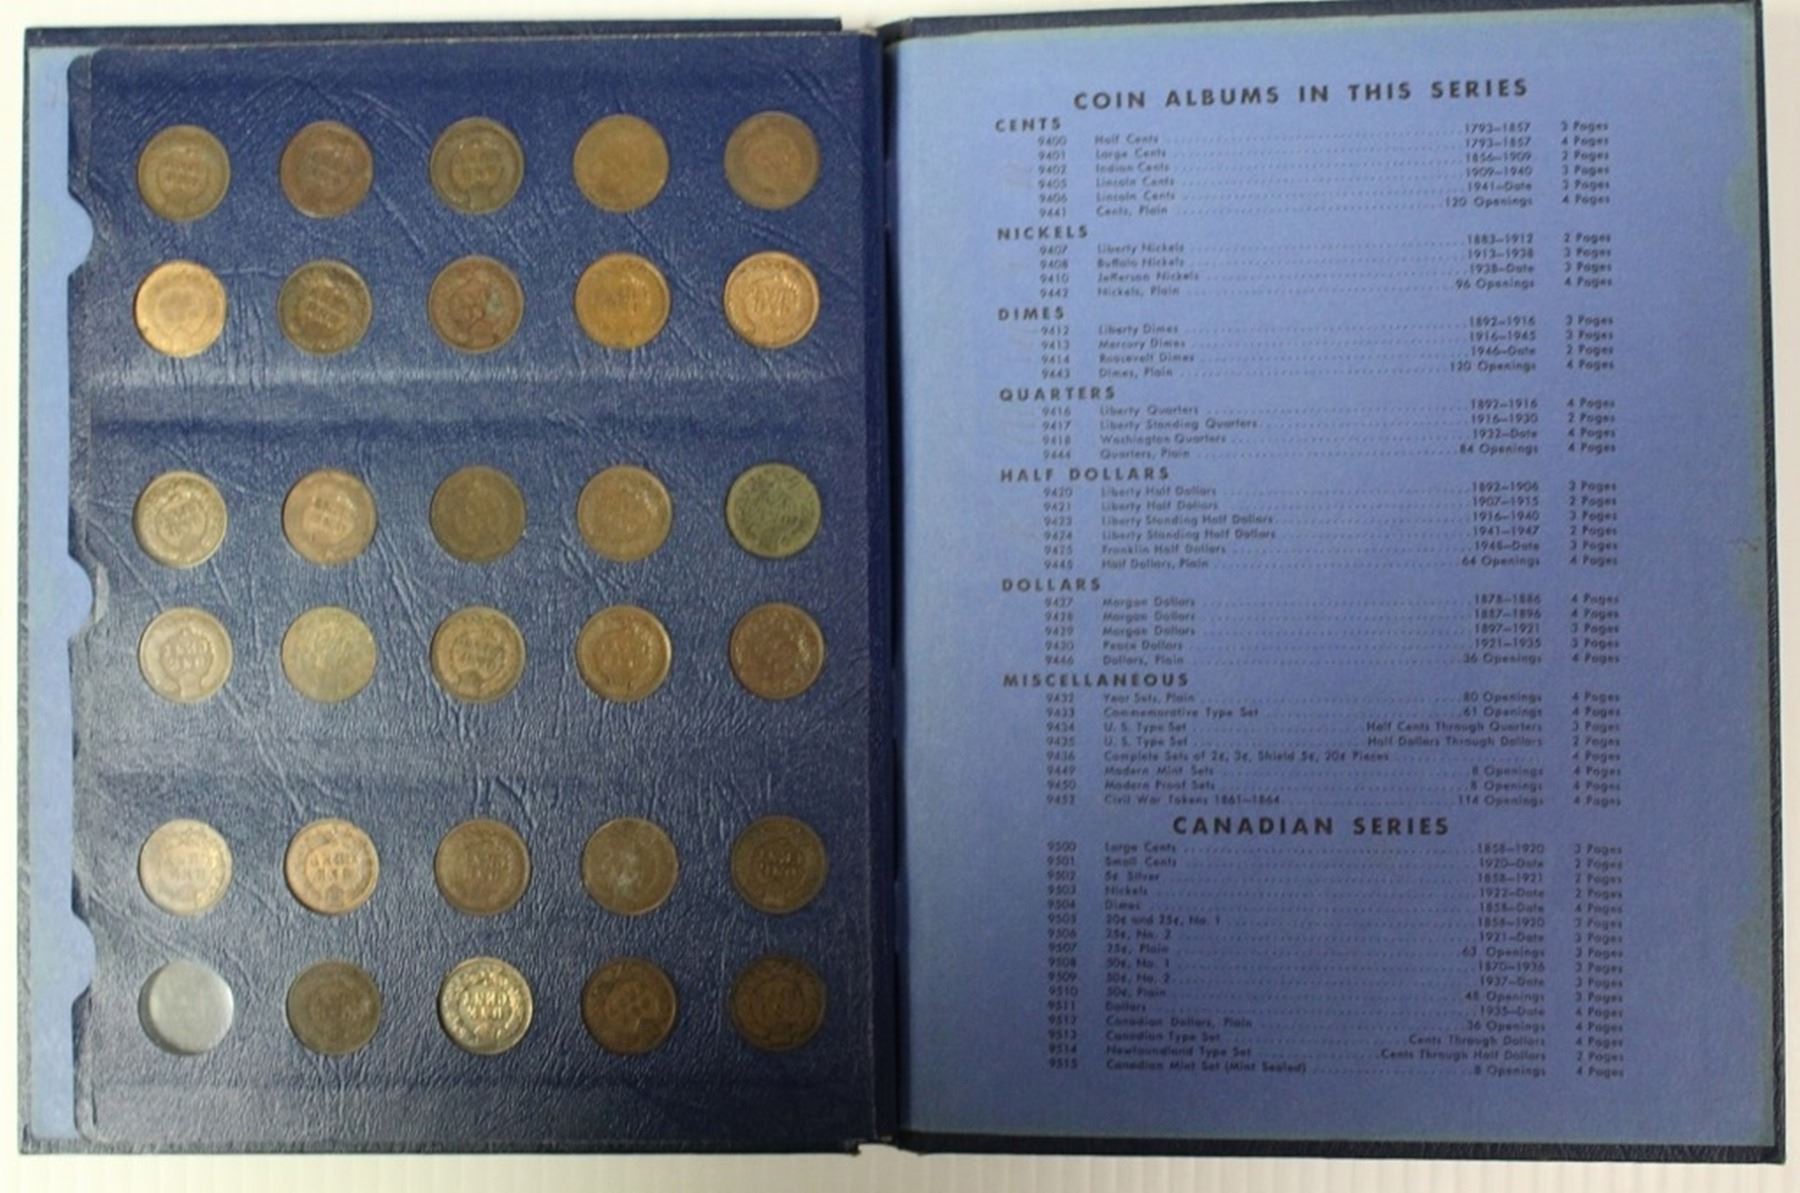 COIN ALBUMS IN THIS SERIES
CENTS
9400 Half Cents 1793–1857 3 Pages
9401 Large Cents 1793–1857 4 Pages
9402 Indian Cents 1856–1909 2 Pages
9405 Lincoln Cents 1909–1940 3 Pages
9406 Lincoln Cents 1941–Date 3 Pages
9441 Cents, Plain 120 Openings 4 Pages
NICKELS
9407 Liberty Nickels 1883–1912 2 Pages
9408 Buffalo Nickels 1913–1938 3 Pages
9410 Jefferson Nickels 1938–Date 3 Pages
9442 Nickels, Plain 96 Openings 4 Pages
DIMES
9412 Liberty Dimes 1892–1916 3 Pages
9413 Mercury Dimes 1916–1945 3 Pages
9414 Roosevelt Dimes 1946–Date 2 Pages
9443 Dimes, Plain 120 Openings 4 Pages
QUARTERS
9416 Liberty Quarters 1892–1916 4 Pages
9417 Liberty Standing Quarters 1916–1930 2 Pages
9418 Washington Quarters 1932–Date 4 Pages
9444 Quarters, Plain 84 Openings 4 Pages
HALF DOLLARS
9420 Liberty Half Dollars 1892–1906 3 Pages
9421 Liberty Half Dollars 1907–1915 2 Pages
9423 Liberty Standing Half Dollars 1916–1940 3 Pages
9424 Liberty Standing Half Dollars 1941–1947 2 Pages
9425 Franklin Half Dollars 1948–Date 3 Pages
9445 Half Dollars, Plain 64 Openings 4 Pages
DOLLARS
9427 Morgan Dollars 1878–1886 4 Pages
9428 Morgan Dollars 1887–1896 4 Pages
9429 Morgan Dollars 1897–1921 3 Pages
9430 Peace Dollars 1921–1935 3 Pages
9446 Dollars, Plain 36 Openings 4 Pages
MISCELLANEOUS
9432 Year Sets, Plain 80 Openings 4 Pages
9433 Commemorative Type Set 61 Openings 4 Pages
9434 U. S. Type Set Half Cents Through Quarters 3 Pages
9435 U. S. Type Set Half Dollars Through Dollars 2 Pages
9436 Complete Sets of 2¢, 3¢, Shield 5¢, 20¢ Pieces 4 Pages
9449 Modern Mint Sets 8 Openings 4 Pages
9450 Modern Proof Sets 8 Openings 4 Pages
9452 Civil War Tokens 1861–1864 114 Openings 4 Pages
CANADIAN SERIES
9500 Large Cents 1858–1920 3 Pages
9501 Small Cents 1920–Date 2 Pages
9502 5¢ Silver 1858–1921 2 Pages
9503 Nickels 1922–Date 2 Pages
9504 Dimes 1858–Date 4 Pages
9505 20¢ and 25¢, No. 1 1858–1920 3 Pages
9506 25¢, No. 2 1921–Date 3 Pages
9507 25¢, Plain 63 Openings 3 Pages
9508 50¢, No. 1 1870–1936 3 Pages
9509 50¢, No. 2 1937–Date 3 Pages
9510 50¢, Plain 48 Openings 3 Pages
9511 Dollars 1935–Date 4 Pages
9512 Canadian Dollars, Plain 36 Openings 4 Pages
9513 Canadian Type Set Cents Through Dollars 4 Pages
9514 Newfoundland Type Set Cents Through Half Dollars 2 Pages
9515 Canadian Mint Set (Mint Sealed) 8 Openings 4 Pages